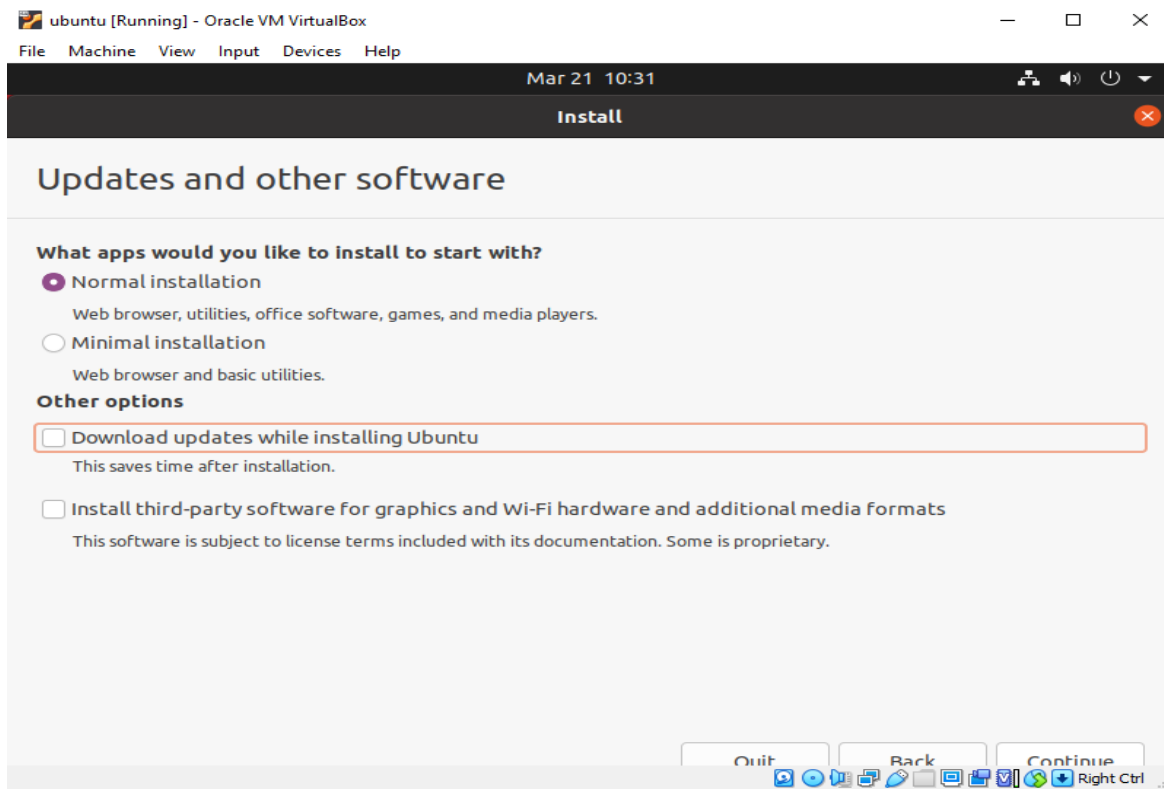 ubuntu [Running] - Oracle VM VirtualBox
File Machine View Input Devices Help
Mar 21 10:31
Install
Updates and other software
What apps would you like to install to start with?
Normal installation
Web browser, utilities, office software, games, and media players.
Minimal installation
Web browser and basic utilities.
Other options
Download updates while installing Ubuntu
This saves time after installation.
Install third-party software for graphics and Wi-Fi hardware and additional media formats
This software is subject to license terms included with its documentation. Some is proprietary.
Quit Back Continue
Right Ctrl